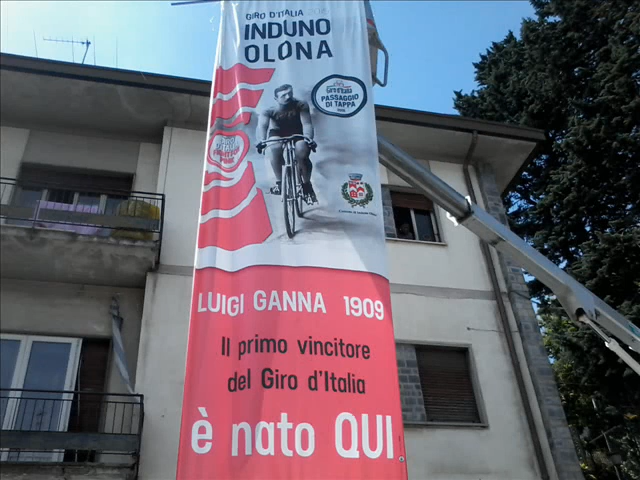 GIRO D'ITALIA
INDUNO
OLONA
PASSAGGIO
DI TAPPA
LUIGI GANNA 1909
Il primo vincitore
del Giro d'Italia
è nato QUI